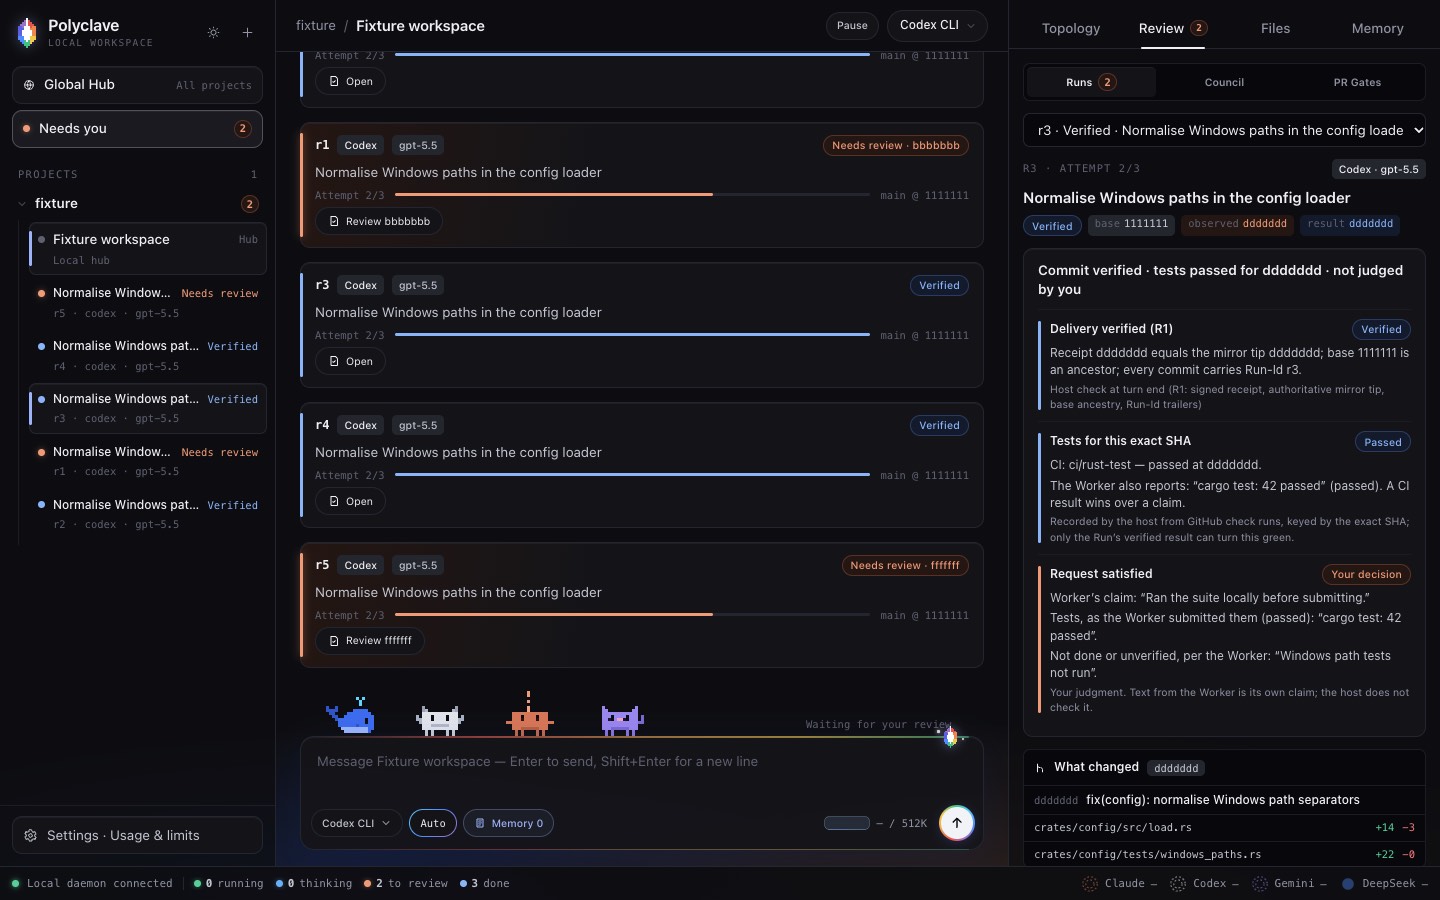 Polyclave
LOCAL WORKSPACE
Global Hub
All projects
Needs you
2
PROJECTS
1
fixture
2
Fixture workspace
Hub
Local hub
Normalise Window...
Needs review
r5 · codex · gpt-5.5
Normalise Windows pat...
Verified
r4 · codex · gpt-5.5
Normalise Windows pat...
Verified
r3 · codex · gpt-5.5
Normalise Window...
Needs review
r1 · codex · gpt-5.5
Normalise Windows pat...
Verified
r2 · codex · gpt-5.5
Settings · Usage & limits
fixture / Fixture workspace
Pause
Codex CLI
Attempt 2/3
main @ 1111111
Open
r1 Codex gpt-5.5
Needs review · bbbbbbb
Normalise Windows paths in the config loader
Attempt 2/3
main @ 1111111
Review bbbbbbb
r3 Codex gpt-5.5
Verified
Normalise Windows paths in the config loader
Attempt 2/3
main @ 1111111
Open
r4 Codex gpt-5.5
Verified
Normalise Windows paths in the config loader
Attempt 2/3
main @ 1111111
Open
r5 Codex gpt-5.5
Needs review · fffffff
Normalise Windows paths in the config loader
Attempt 2/3
main @ 1111111
Review fffffff
Waiting for your review
Message Fixture workspace — Enter to send, Shift+Enter for a new line
Codex CLI
Auto
Memory 0
— / 512K
Topology
Review 2
Files
Memory
Runs 2
Council
PR Gates
r3 · Verified · Normalise Windows paths in the config loade
R3 · ATTEMPT 2/3
Codex · gpt-5.5
Normalise Windows paths in the config loader
Verified
base 1111111
observed ddddddd
result ddddddd
Commit verified · tests passed for ddddddd · not judged
by you
Delivery verified (R1)
Verified
Receipt ddddddd equals the mirror tip ddddddd; base 1111111 is
an ancestor; every commit carries Run-Id r3.
Host check at turn end (R1: signed receipt, authoritative mirror tip,
base ancestry, Run-Id trailers)
Tests for this exact SHA
Passed
CI: ci/rust-test — passed at ddddddd.
The Worker also reports: “cargo test: 42 passed” (passed). A CI
result wins over a claim.
Recorded by the host from GitHub check runs, keyed by the exact SHA;
only the Run’s verified result can turn this green.
Request satisfied
Your decision
Worker’s claim: “Ran the suite locally before submitting.”
Tests, as the Worker submitted them (passed): “cargo test: 42
passed”.
Not done or unverified, per the Worker: “Windows path tests
not run”.
Your judgment. Text from the Worker is its own claim; the host does not
check it.
What changed ddddddd
ddddddd fix(config): normalise Windows path separators
crates/config/src/load.rs
+14 −3
crates/config/tests/windows_paths.rs
+22 −0
Local daemon connected
0 running
0 thinking
2 to review
3 done
Claude —
Codex —
Gemini —
DeepSeek —